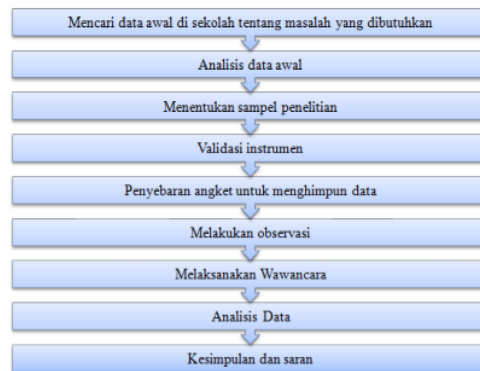 Mencari data awal di sekolah tentang masalah yang dibutuhkan
Analisis data awal
Menentukan sampel penelitian
Validasi instrumen
Penyebaran angket untuk menghimpun data
Melakukan observasi
Melaksanakan Wawancara
Analisis Data
Kesimpulan dan saran